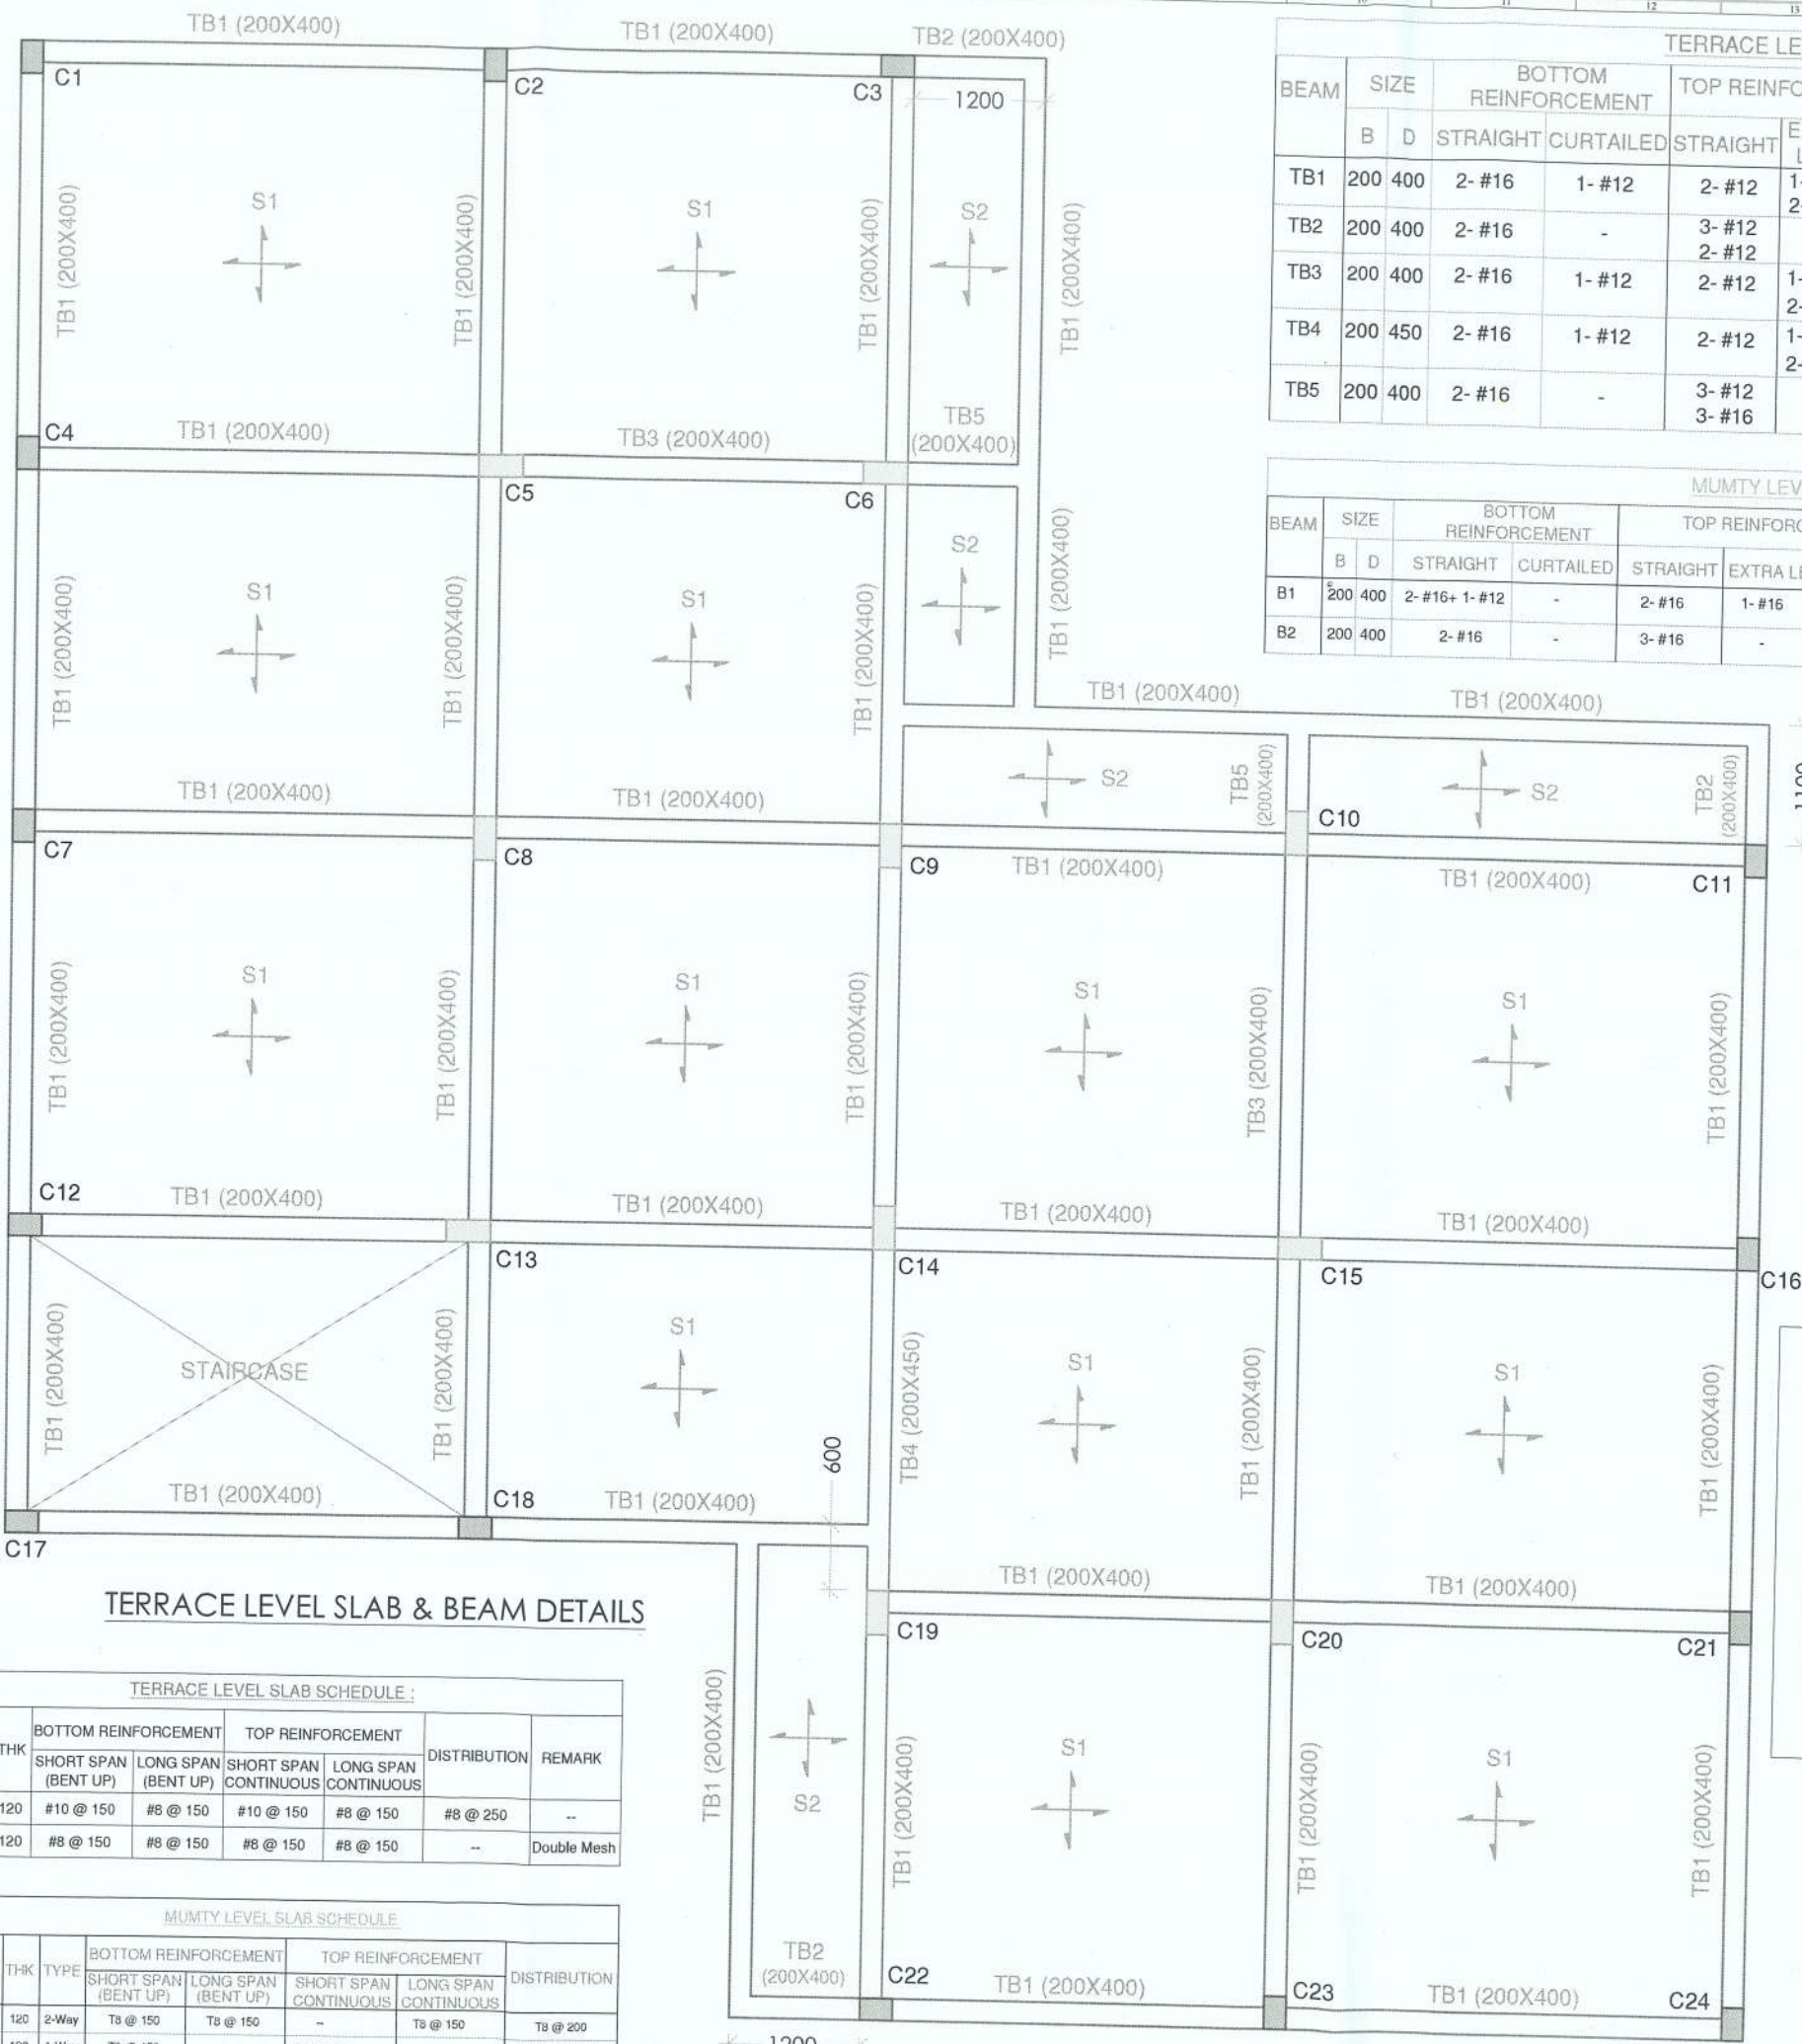 10 11 12 13
TB1 (200X400) TB1 (200X400) TB2 (200X400)
C1 C2 C3 1200
TB1 (200X400) S1 TB1 (200X400) S1 TB1 (200X400) S2 TB1 (200X400)
C4 TB1 (200X400) TB3 (200X400) TB5
(200X400)
C5 C6
TB1 (200X400) S1 TB1 (200X400) S1 TB1 (200X400) S2 TB1 (200X400)
TB1 (200X400) TB1 (200X400)
TB1 (200X400) TB1 (200X400)
S2 TB5 (200X400) S2 TB2 (200X400) 1100
C7 C8 C9 TB1 (200X400) C10 TB1 (200X400) C11
TB1 (200X400) S1 TB1 (200X400) S1 TB1 (200X400) S1 TB3 (200X400) S1 TB1 (200X400)
C12 TB1 (200X400) TB1 (200X400) TB1 (200X400) TB1 (200X400)
C13 C14 C15 C16
TB1 (200X400) STAIRCASE TB1 (200X400) S1 TB4 (200X450) S1 TB1 (200X400) S1 TB1 (200X400)
600
TB1 (200X400) C18 TB1 (200X400)
C17
TB1 (200X400) TB1 (200X400)
C19 C20 C21
TB1 (200X400) S2 TB1 (200X400) S1 TB1 (200X400) S1 TB1 (200X400)
TB2
(200X400)
C22 TB1 (200X400) C23 TB1 (200X400) C24
1200
TERRACE LE
BEAM SIZE BOTTOM REINFORCEMENT TOP REINFO
B D STRAIGHT CURTAILED STRAIGHT
TB1 200 400 2- #16 1- #12 2- #12 1-
2-
TB2 200 400 2- #16 - 3- #12
2- #12
TB3 200 400 2- #16 1- #12 2- #12 1-
2-
TB4 200 450 2- #16 1- #12 2- #12 1-
2-
TB5 200 400 2- #16 - 3- #12
3- #16
MUMTY LEV
BEAM SIZE BOTTOM REINFORCEMENT TOP REINFORC
B D STRAIGHT CURTAILED STRAIGHT EXTRA LE
B1 200 400 2- #16+ 1- #12 - 2- #16 1- #16
B2 200 400 2- #16 - 3- #16 -
TERRACE LEVEL SLAB & BEAM DETAILS
TERRACE LEVEL SLAB SCHEDULE :
THK BOTTOM REINFORCEMENT TOP REINFORCEMENT DISTRIBUTION REMARK
SHORT SPAN (BENT UP) LONG SPAN (BENT UP) SHORT SPAN CONTINUOUS LONG SPAN CONTINUOUS
120 #10 @ 150 #8 @ 150 #10 @ 150 #8 @ 150 #8 @ 250 --
120 #8 @ 150 #8 @ 150 #8 @ 150 #8 @ 150 -- Double Mesh
MUMTY LEVEL SLAB SCHEDULE
THK TYPE BOTTOM REINFORCEMENT TOP REINFORCEMENT DISTRIBUTION
SHORT SPAN (BENT UP) LONG SPAN (BENT UP) SHORT SPAN CONTINUOUS LONG SPAN CONTINUOUS
120 2-Way T8 @ 150 T8 @ 150 -- T8 @ 150 T8 @ 200